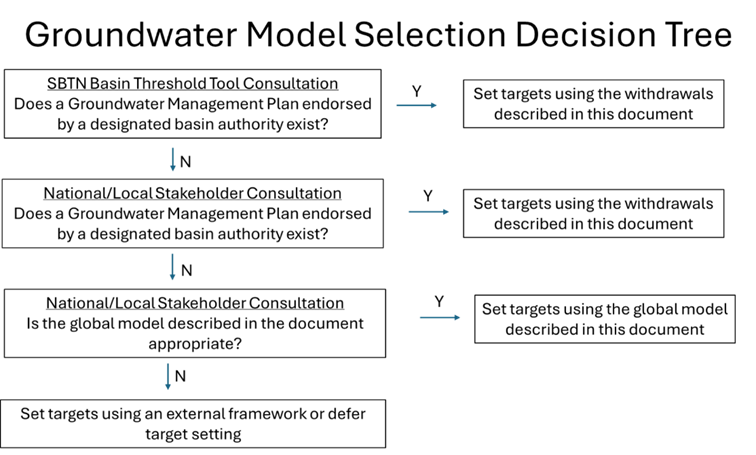 Groundwater Model Selection Decision Tree
SBTN Basin Threshold Tool Consultation
Does a Groundwater Management Plan endorsed
by a designated basin authority exist?
Y
Set targets using the withdrawals
described in this document
N
National/Local Stakeholder Consultation
Does a Groundwater Management Plan endorsed
by a designated basin authority exist?
Y
Set targets using the withdrawals
described in this document
N
National/Local Stakeholder Consultation
Is the global model described in the document
appropriate?
Y
Set targets using the global model
described in this document
N
Set targets using an external framework or defer
target setting